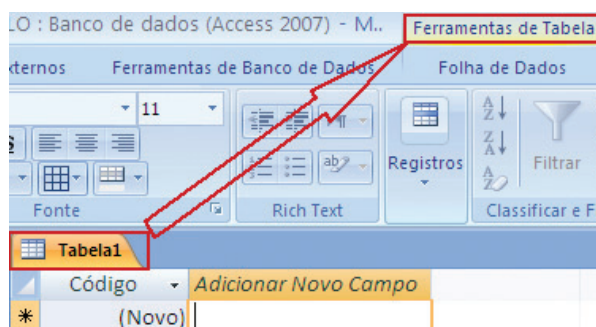 LO : Banco de dados (Access 2007) - M.. Ferramentas de Tabela
xternos Ferramentas de Banco de Dados Folha de Dados
11
Registros Filtrar
Fonte Rich Text Classificar e F
Tabela1
Código Adicionar Novo Campo
(Novo)